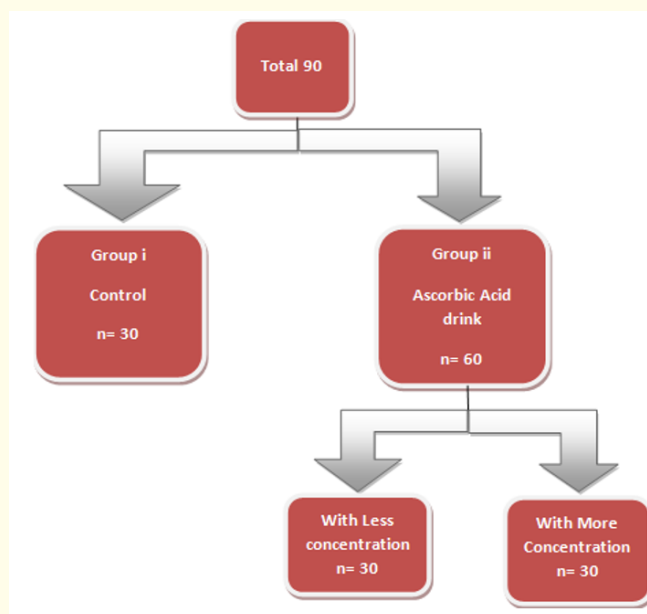 Total 90
Group i
Control
n= 30
Group ii
Ascorbic Acid
drink
n= 60
With Less
concentration
n= 30
With More
Concentration
n= 30